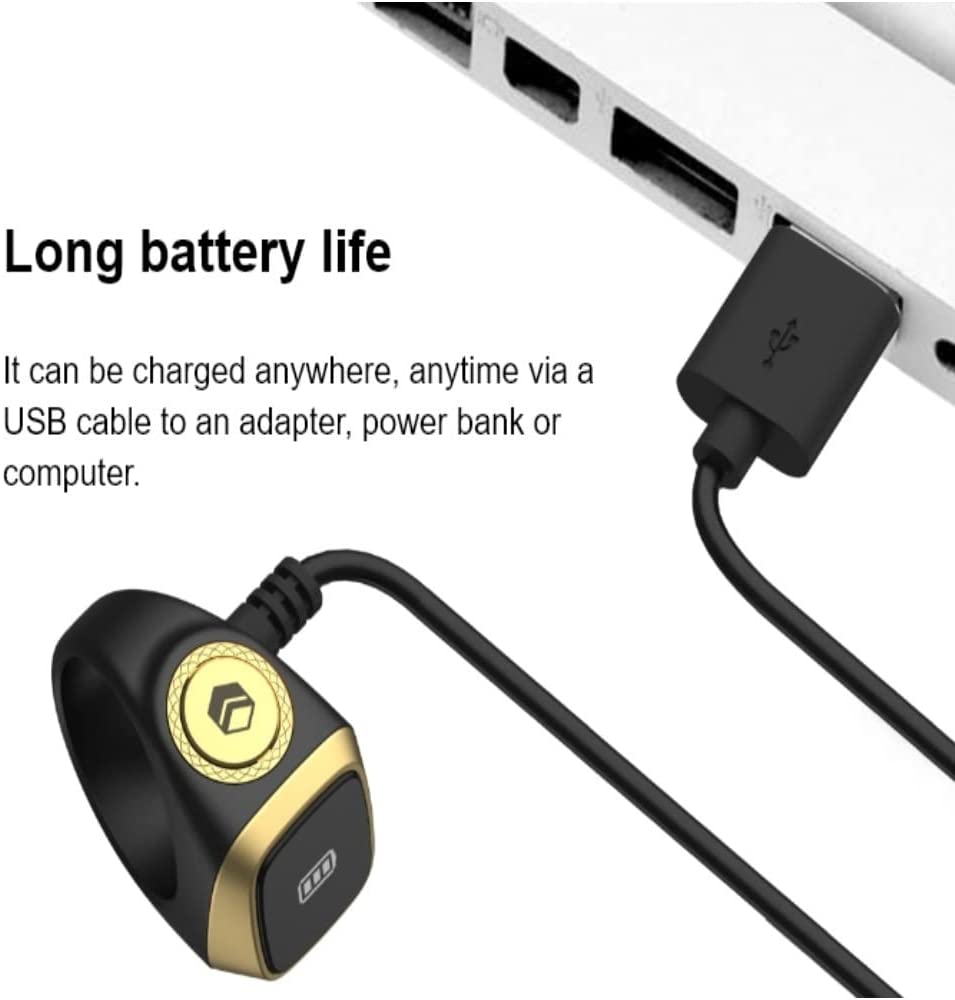 Long battery life
It can be charged anywhere, anytime via a
USB cable to an adapter, power bank or
computer.